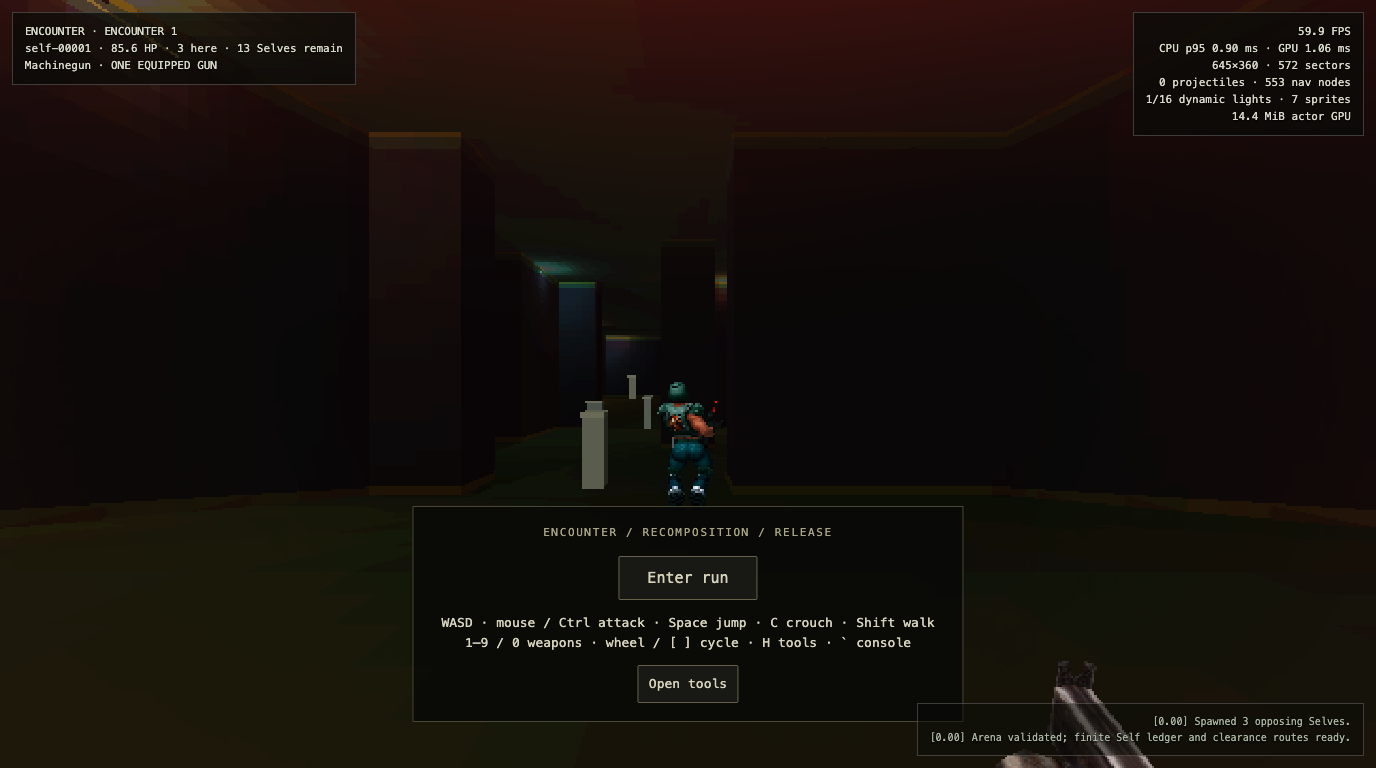 ENCOUNTER · ENCOUNTER 1
self—00001 · 85.6 HP · 3 here · 13 Selves remain
Machinegun · ONE EQUIPPED GUN
59.9 FPS
CPU p95 0.90 ms · GPU 1.06 ms
645×360 · 572 sectors
0 projectiles · 553 nav nodes
1/16 dynamic lights · 7 sprites
14.4 MiB actor GPU
ENCOUNTER / RECOMPOSITION / RELEASE
Enter run
WASD · mouse / Ctrl attack · Space jump · C crouch · Shift walk
1—9 / 0 weapons · wheel / [ ] cycle · H tools · ` console
Open tools
[0.00] Spawned 3 opposing Selves.
[0.00] Arena validated; finite Self ledger and clearance routes ready.